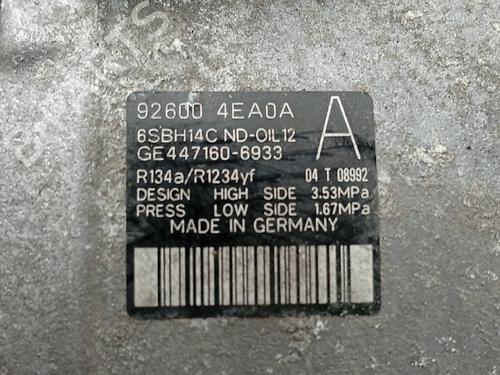 92600 4EA0A
A
6SBH14C ND-OIL12
GE447160-6933
R134a/R1234yf 04 T 08992
DESIGN HIGH SIDE 3.53MPa
PRESS LOW SIDE 1.67MPa
MADE IN GERMANY